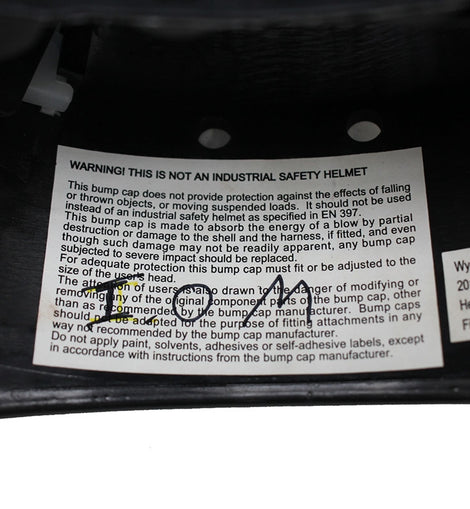 WARNING! THIS IS NOT AN INDUSTRIAL SAFETY HELMET
This bump cap does not provide protection against the effects of falling
or thrown objects, or moving suspended loads. It should not be used
instead of an industrial safety helmet as specified in EN 397.
This bump cap is made to absorb the energy of a blow by partial
destruction or damage to the shell and the harness, if fitted, and even
though such damage may not be readily apparent, any bump cap
subjected to severe impact should be replaced.
For adequate protection this bump cap must fit or be adjusted to the
size of the user's head.
The attention of users is also drawn to the danger of modifying or
removing any of the original component parts of the bump cap, other
than as recommended by the bump cap manufacturer. Bump caps
should not be adapted for the purpose of fitting attachments in any
way not recommended by the bump cap manufacturer.
Do not apply paint, solvents, adhesives or self-adhesive labels, except
in accordance with instructions from the bump cap manufacturer.
I.O M
Wy
20
He
Fi